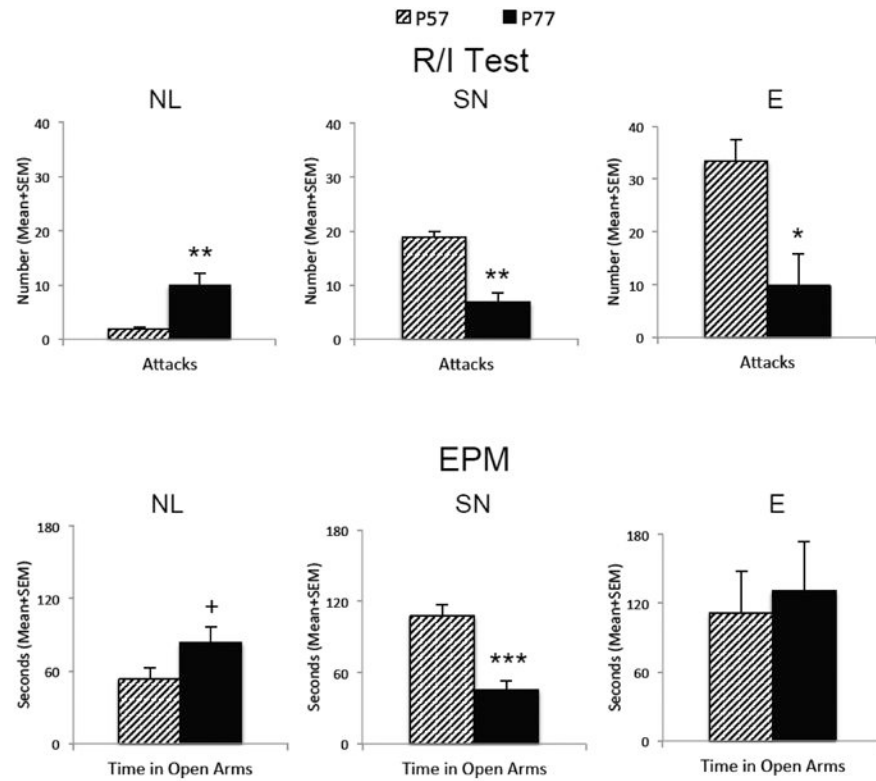 P57 P77
R/I Test
NL SN E
Number (Mean+SEM) Number (Mean+SEM) Number (Mean+SEM)
40 40 40
30 30 30
20 20 20
10 10 10
0 0 0
** ** *
Attacks Attacks Attacks
EPM
NL SN E
Seconds (Mean+SEM) Seconds (Mean+SEM) Seconds (Mean+SEM)
180 180 180
120 120 120
60 60 60
0 0 0
+ ***
Time in Open Arms Time in Open Arms Time in Open Arms